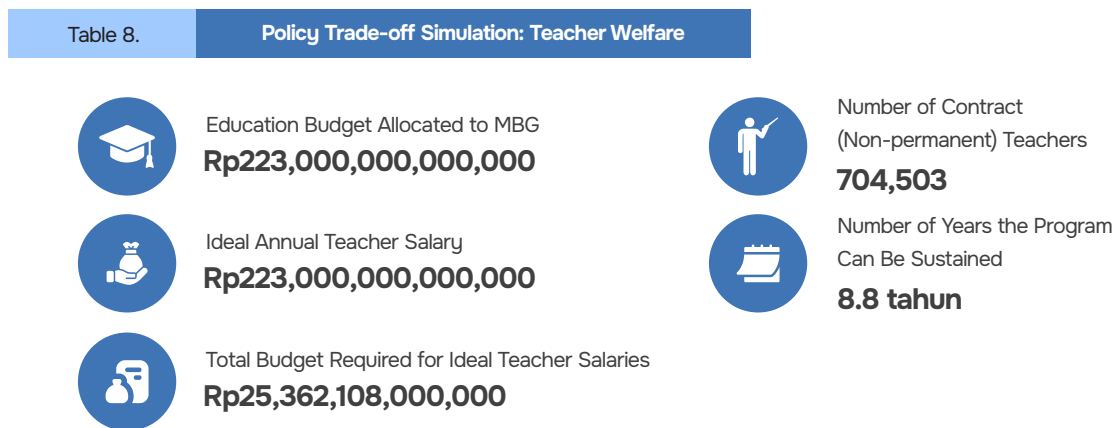 Table 8.
Policy Trade-off Simulation: Teacher Welfare
Education Budget Allocated to MBG
Rp223,000,000,000,000
Ideal Annual Teacher Salary
Rp223,000,000,000,000
Total Budget Required for Ideal Teacher Salaries
Rp25,362,108,000,000
Number of Contract
(Non-permanent) Teachers
704,503
Number of Years the Program
Can Be Sustained
8.8 tahun